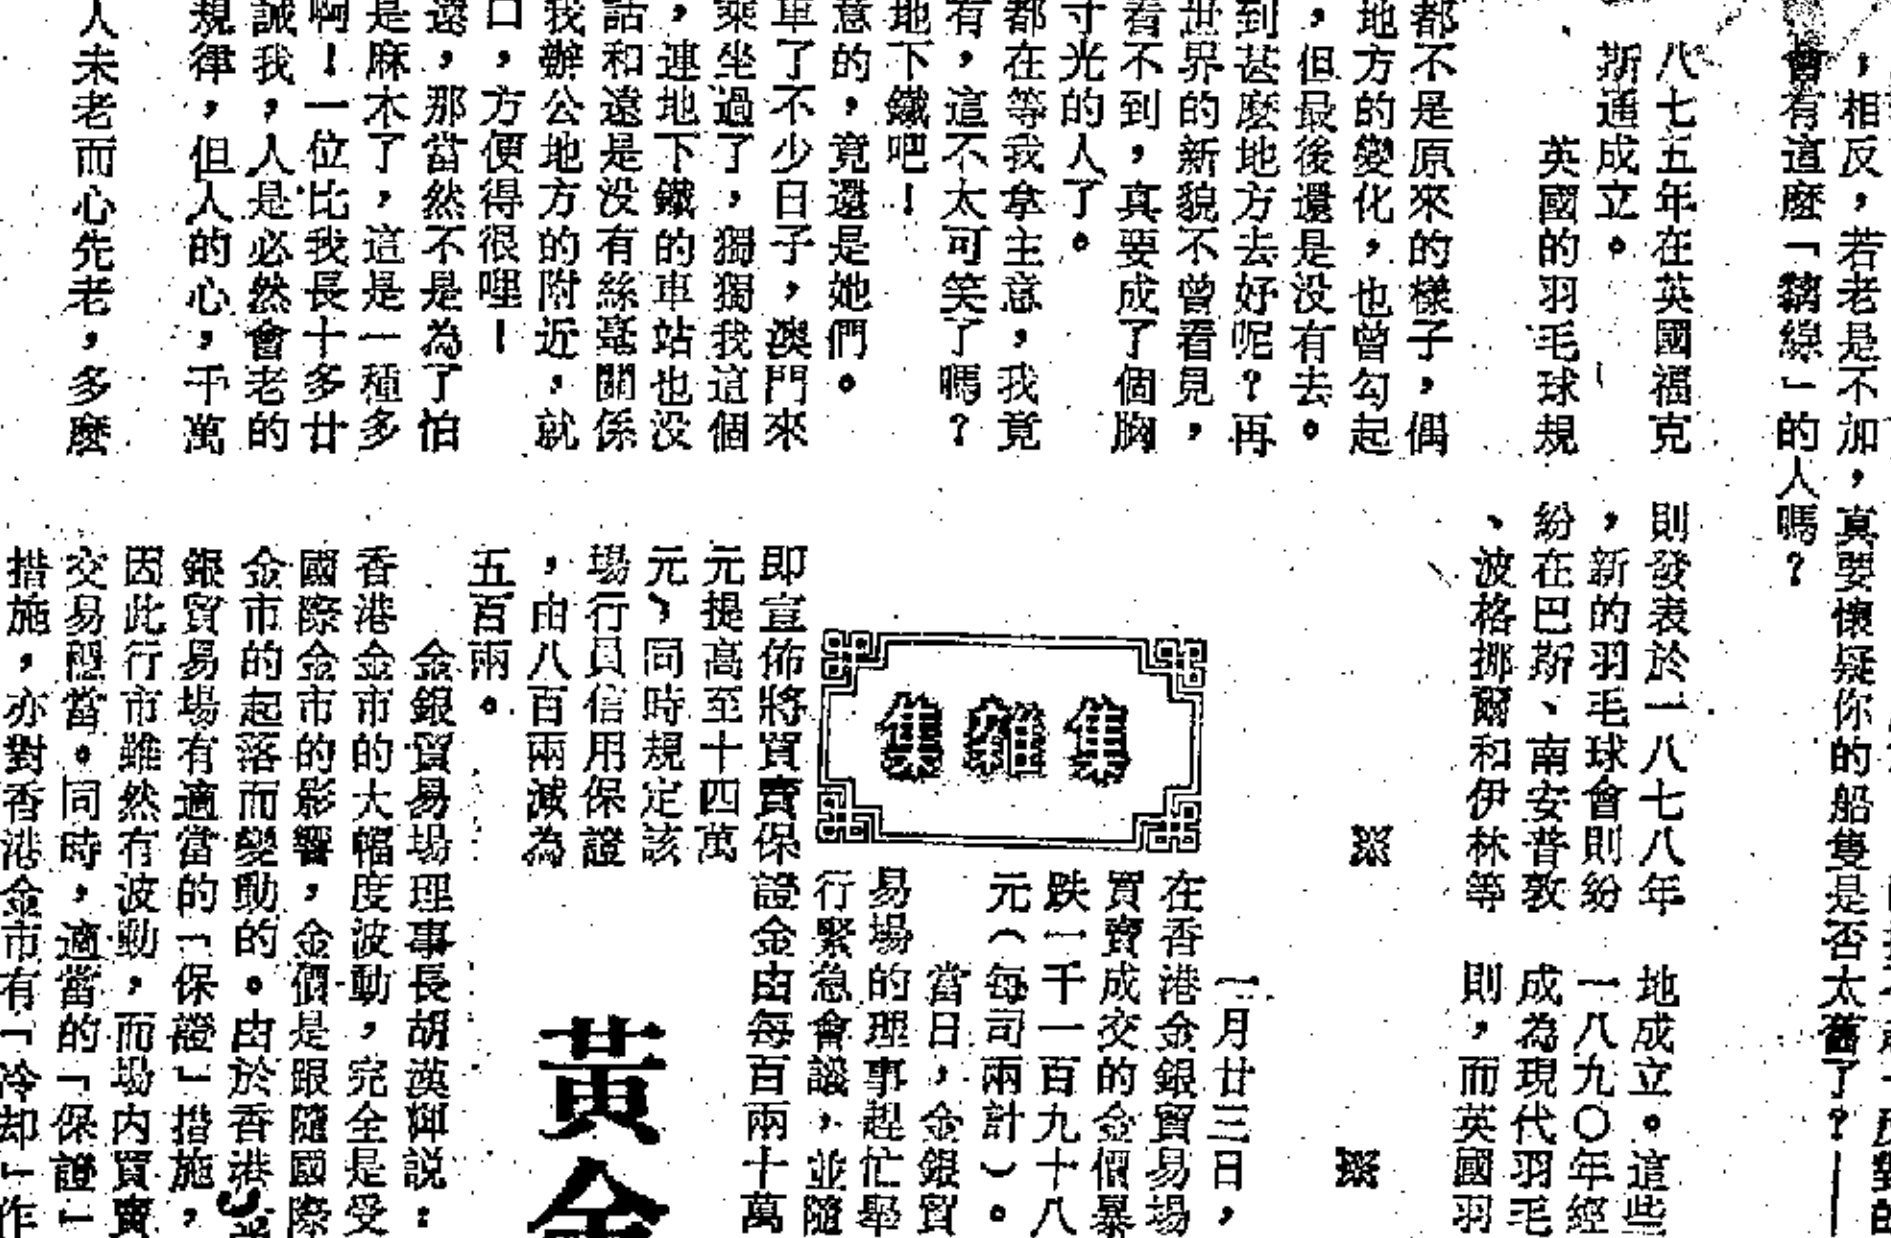 ，相反，若老是不加，真要懷疑你的船隻是否太舊了？——
會有這麼「黐線」的人嗎？
八七五年在英國福克
斯通成立。
英國的羽毛球規
則發表於一八七八年
，新的羽毛球會則紛
紛在巴斯、南安普敦
、波格挪爾和伊林等
地成立。這些
一八九〇年經
成為現代羽毛
則，而英國羽
※
※
都不是原來的樣子，偶
地方的變化，也曾勾起
，但最後還是没有去。
到甚麼地方去好呢？再
世界的新貌不曾看見，
看不到，真要成了個胸
寸光的人了。
都在等我拿主意，我竟
有，這不太可笑了嗎？
地下鐵吧！
意的，竟還是她們。
車了不少日子，澳門來
乘坐過了，獨獨我這個
，連地下鐵的車站也没
話和遠是没有絲毫關係
我辦公地方的附近，就
口，方便得很哩！
遠，那當然不是為了怕
是麻木了，這是一種多
啊！一位比我長十多廿
誡我，人是必然會老的
規律，但人的心，千萬
人未老而心先老，多麼
集雜集
一月廿三日，
在香港金銀貿易場
買賣成交的金價暴
跌一千一百九十八
元（每司兩計）。
當日，金銀貿
易場的理事趕忙舉
行緊急會議，並隨
即宣佈將買賣保
證金由每百兩十萬
元提高至十四萬
元，同時規定該
場行員信用保證
，由八百兩減為
五百兩。
黃金
金銀貿易場理事長胡漢輝説：
香港金市的大幅度波動，完全是受
國際金市的影響，金價是跟隨國際
金市的起落而變動的。由於香港
銀貿易場有適當的「保證」措施，
因此行市雖然有波動，而場内買賣
交易穩當。同時，適當的「保證」
措施，亦對香港金市有「冷却」作